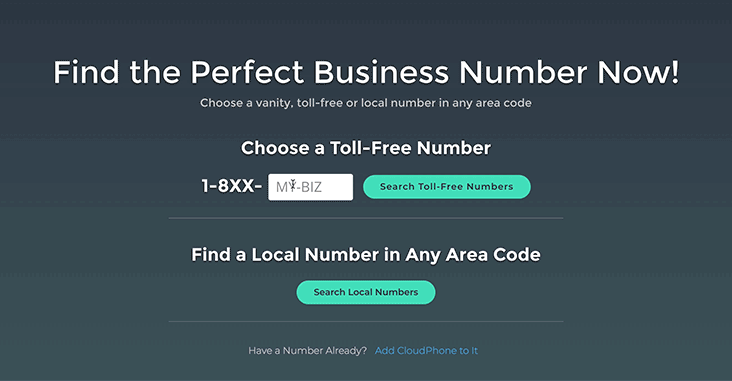 Find the Perfect Business Number Now!
Choose a vanity, toll-free or local number in any area code
Choose a Toll-Free Number
1-8XX- MY-BIZ Search Toll-Free Numbers
Find a Local Number in Any Area Code
Search Local Numbers
Have a Number Already? Add CloudPhone to It